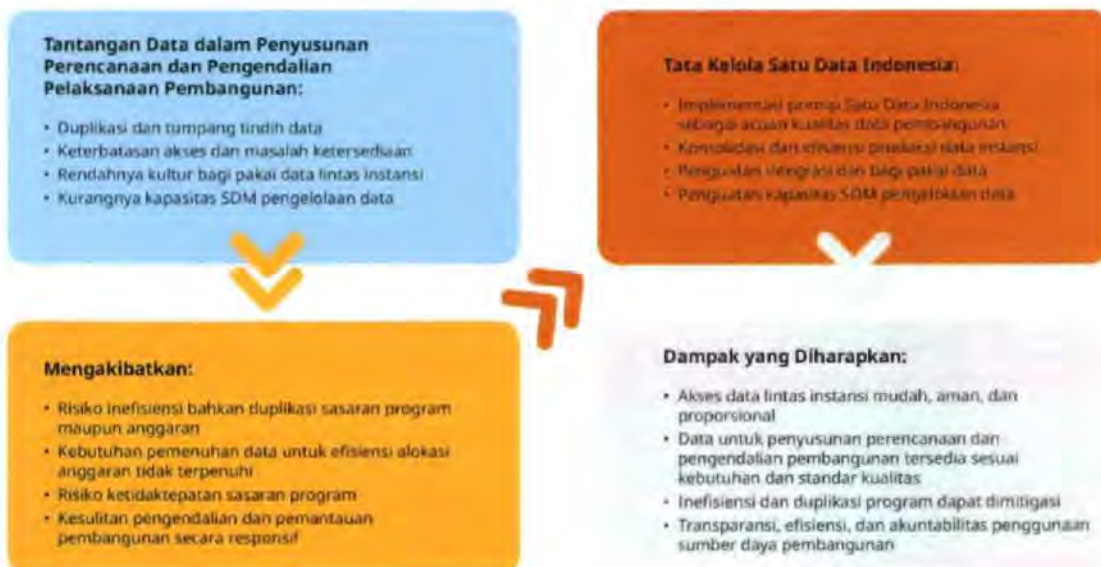 Tantangan Data dalam Penyusunan
Perencanaan dan Pengendalian
Pelaksanaan Pembangunan:
• Duplikasi dan tumpang tindih data
• Keterbatasan akses dan masalah ketersediaan
• Rendahnya kultur bagi pakai data lintas instansi
• Kurangnya kapasitas SDM pengelolaan data
Mengakibatkan:
• Risiko inefisiensi bahkan duplikasi sasaran program
maupun anggaran
• Kebutuhan pemenuhan data untuk efisiensi alokasi
anggaran tidak terpenuhi
• Risiko ketidaktepatan sasaran program
• Kesulitan pengendalian dan pemantauan
pembangunan secara responsif
Tata Kelola Satu Data Indonesia:
• Implementasi prinsip Satu Data Indonesia
sebagai acuan kualitas data pembangunan
• Konsolidasi dan efisiensi produksi data instansi
• Penguatan integrasi dan bagi pakai data
• Penguatan kapasitas SDM pengelolaan data
Dampak yang Diharapkan:
• Akses data lintas instansi mudah, aman, dan
proporsional
• Data untuk penyusunan perencanaan dan
pengendalian pembangunan tersedia sesuai
kebutuhan dan standar kualitas
• Inefisiensi dan duplikasi program dapat dimitigasi
• Transparansi, efisiensi, dan akuntabilitas penggunaan
sumber daya pembangunan